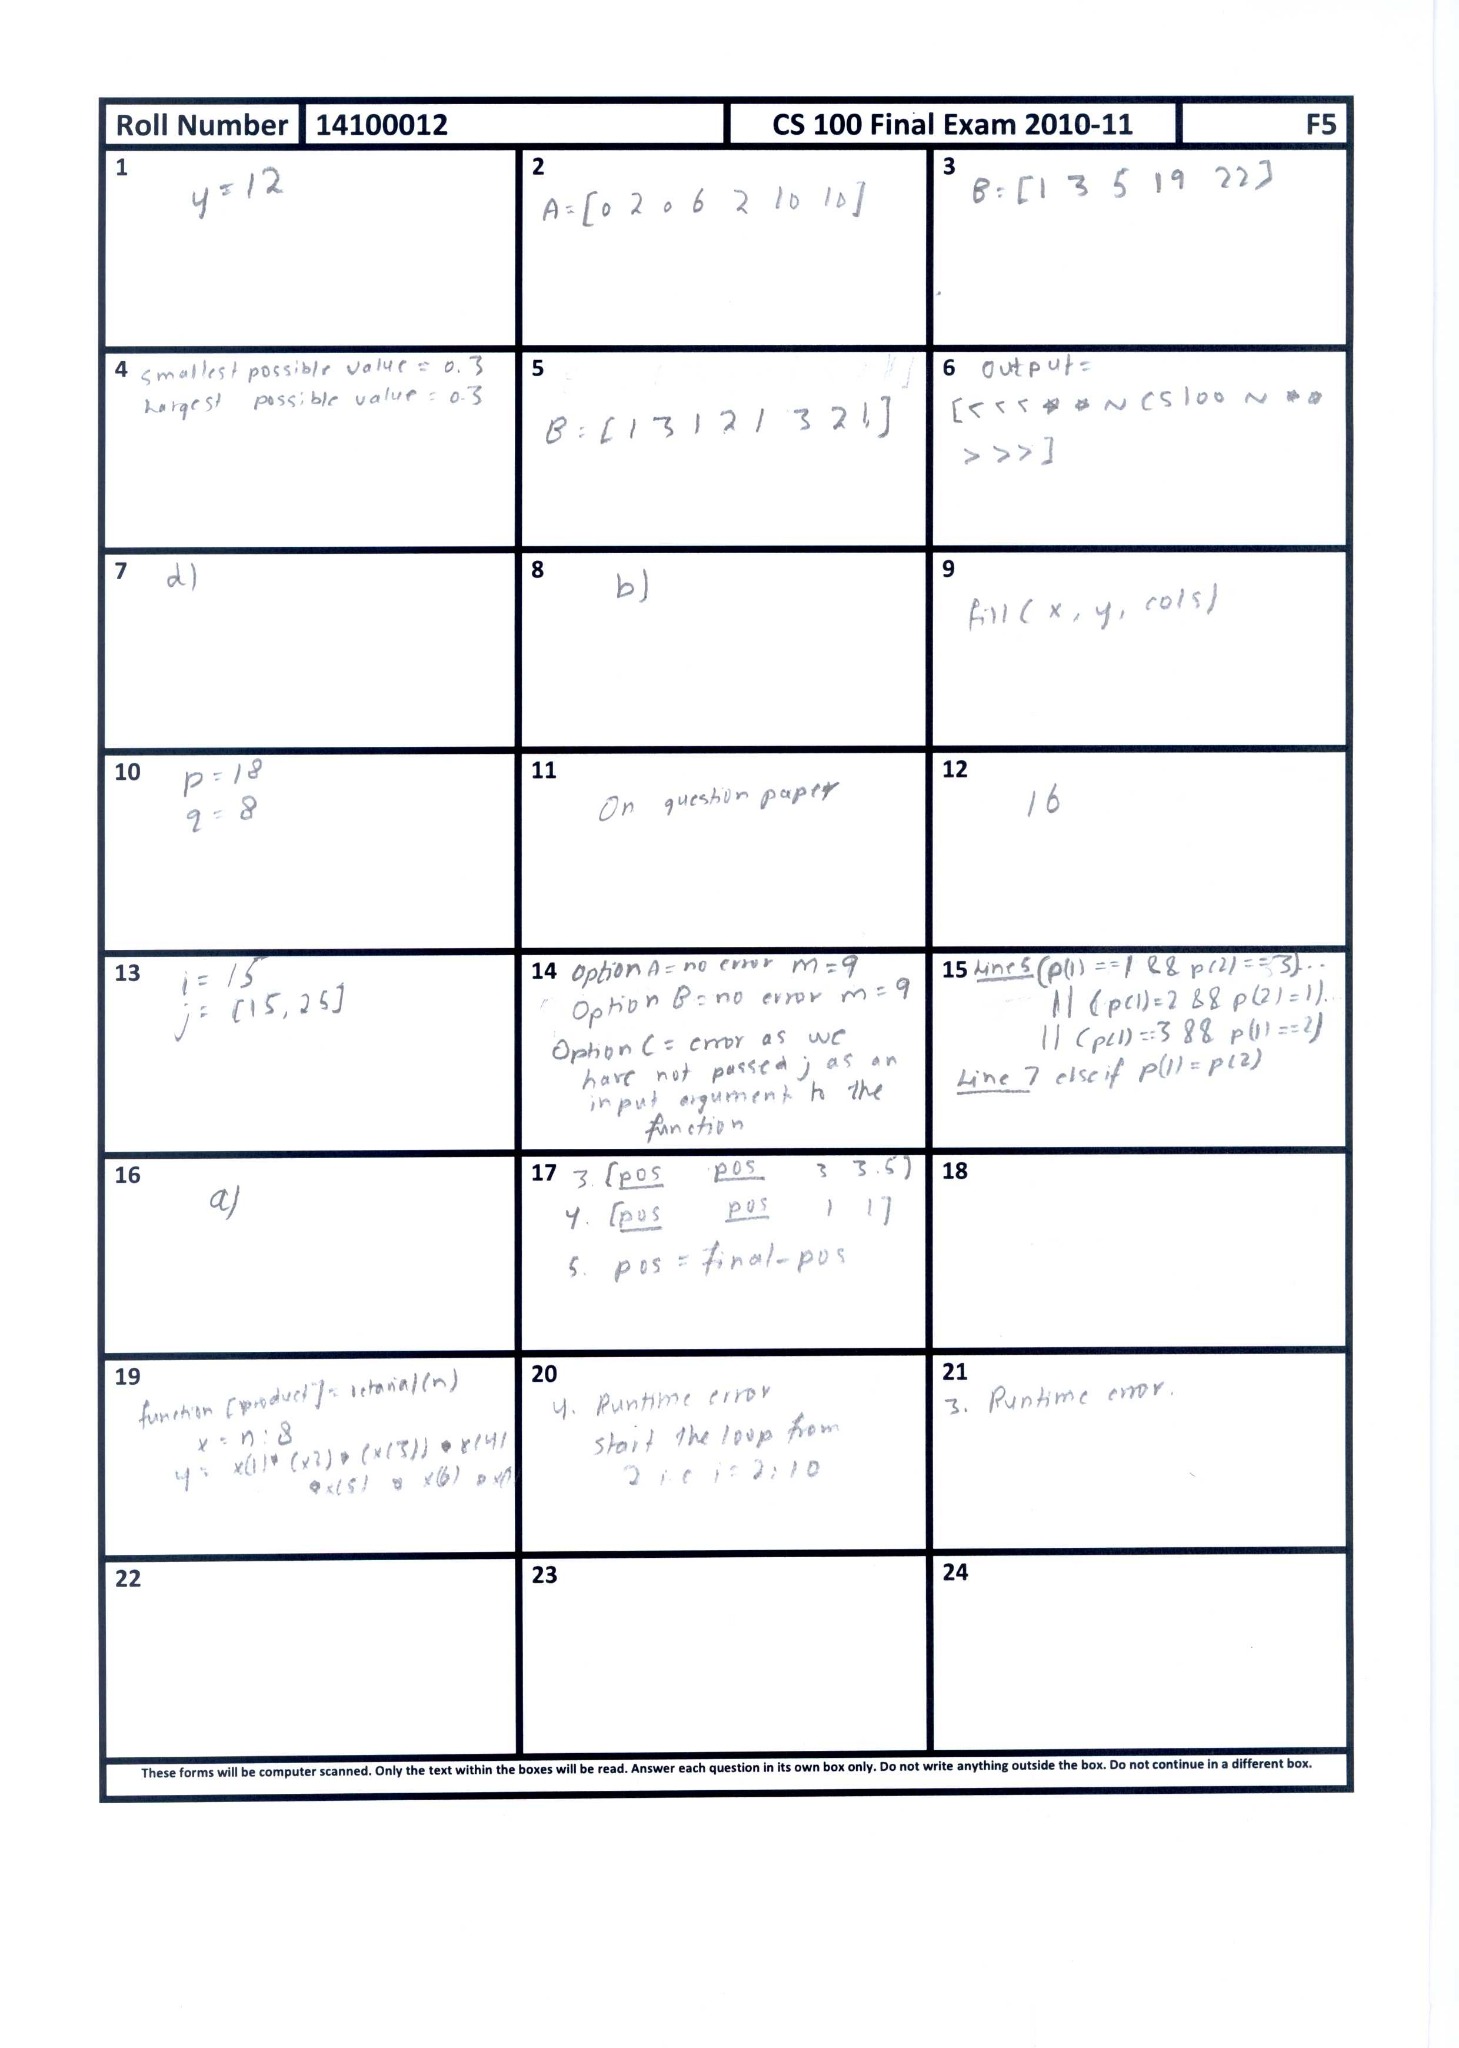 Roll Number 14100012 CS 100 Final Exam 2010-11 F5
1
y = 12
2
A = [0 2 0 6 2 10 10]
3
B = [1 3 5 19 22]
4
smallest possible value = 0.3
Largest possible value = 0.3
5
B = [1 3 1 2 1 3 2 1]
6 output =
[< < < * * ~ CS100 ~ * *
> > > ]
7
d)
8
b)
9
fill ( x , y , cols)
10
p = 18
q = 8
11
On question paper
12
16
13
i = 15
j = [15, 25]
14 Option A = no error m = 9
Option B = no error m = 9
Option C = error as we
have not passed j as an
input argument to the
function
15 Line 5 (p(1) ==1 && p(2) ==3)...
|| (p(1)=2 && p(2)=1)...
|| (p(1)==3 && p(1)==2)
Line 7 elseif p(1) = p(2)
16
a)
17 3. [pos pos 3 3.5]
4. [pos pos 1 1]
5. pos = final-pos
18
19
function [product] = (n)
x = n : 8
y = x(1)* (x2) * (x(3)) * x(4)
*x(5) * x(6) *
20
4. Runtime error
start the loop from
2 i.e i = 2:10
21
3. Runtime error.
22
23
24
These forms will be computer scanned. Only the text within the boxes will be read. Answer each question in its own box only. Do not write anything outside the box. Do not continue in a different box.